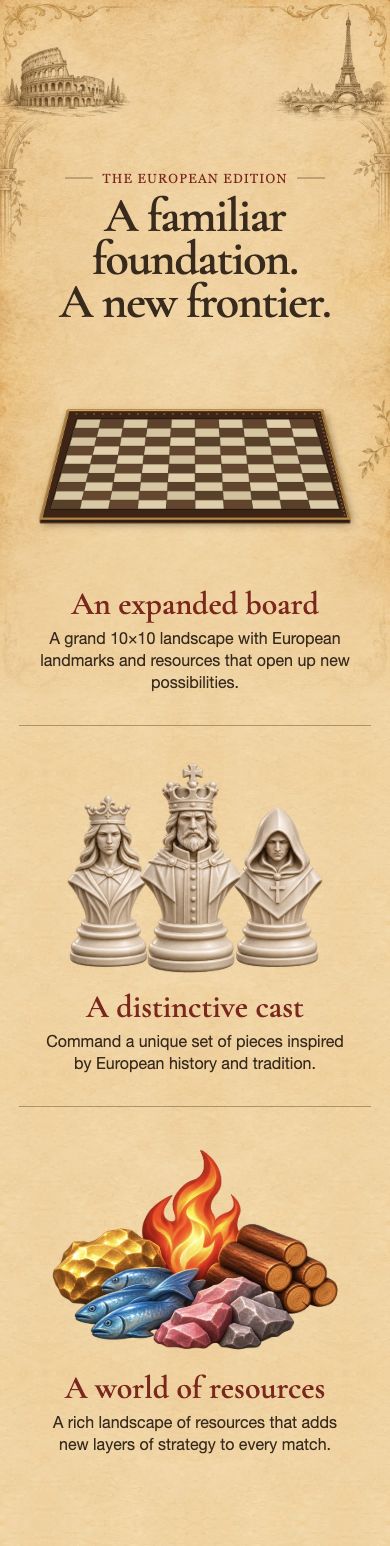 THE EUROPEAN EDITION
A familiar
foundation.
A new frontier.
An expanded board
A grand 10×10 landscape with European
landmarks and resources that open up new
possibilities.
A distinctive cast
Command a unique set of pieces inspired
by European history and tradition.
A world of resources
A rich landscape of resources that adds
new layers of strategy to every match.